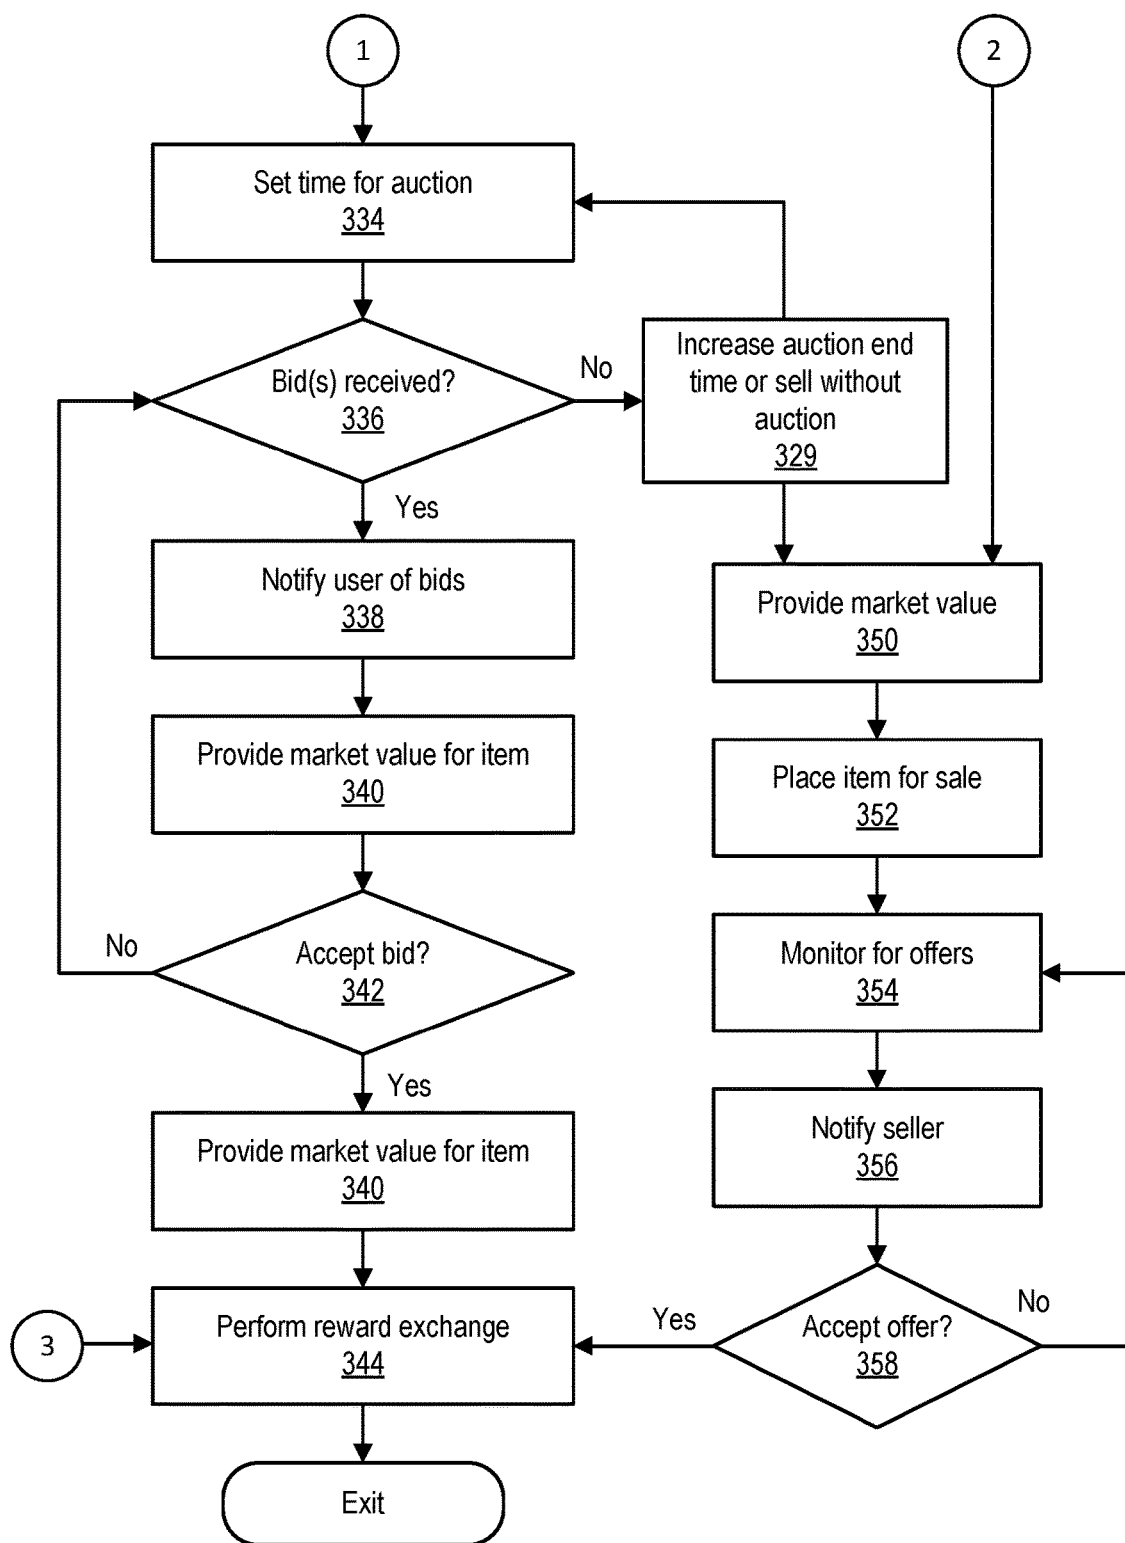 1
2
Set time for auction
334
Bid(s) received?
336
No
Increase auction end
time or sell without
auction
329
Yes
Notify user of bids
338
Provide market value
350
Provide market value for item
340
Place item for sale
352
No
Accept bid?
342
Monitor for offers
354
Yes
Provide market value for item
340
Notify seller
356
3
Perform reward exchange
344
Yes
Accept offer?
358
No
Exit